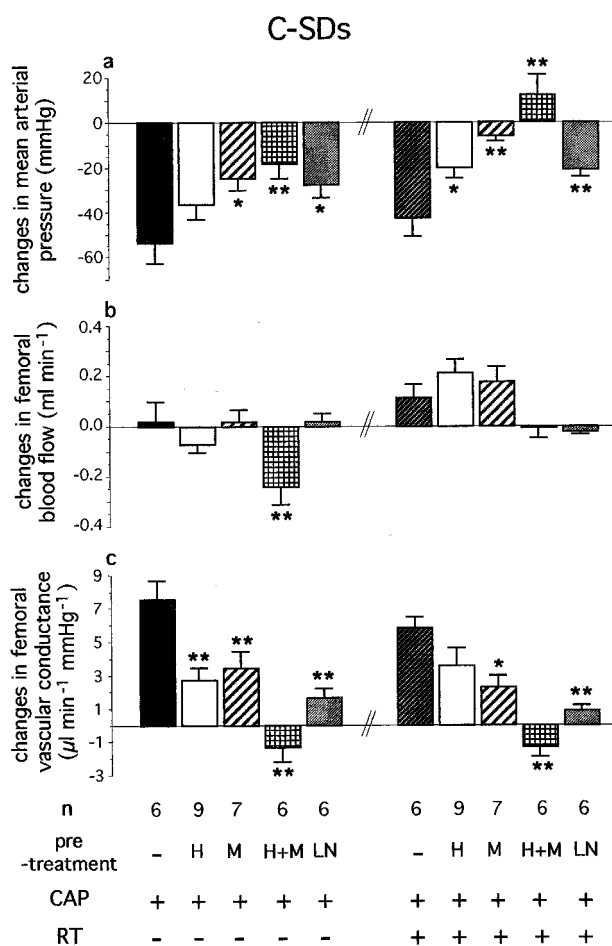 C-SDs
a
changes in mean arterial
pressure (mmHg)
20
0
-20
-40
-60
* ** *
* ** ** **
b
changes in femoral
blood flow (ml min-1)
0.4
0.2
0.0
-0.2
-0.4
**
c
changes in femoral
vascular conductance
(µl min-1 mmHg-1)
9
7
5
3
1
-1
-3
** ** ** **
* ** **
n 6 9 7 6 6 6 9 7 6 6
pre
-treatment – H M H+M LN – H M H+M LN
CAP + + + + + + + + + +
RT – – – – – + + + + +